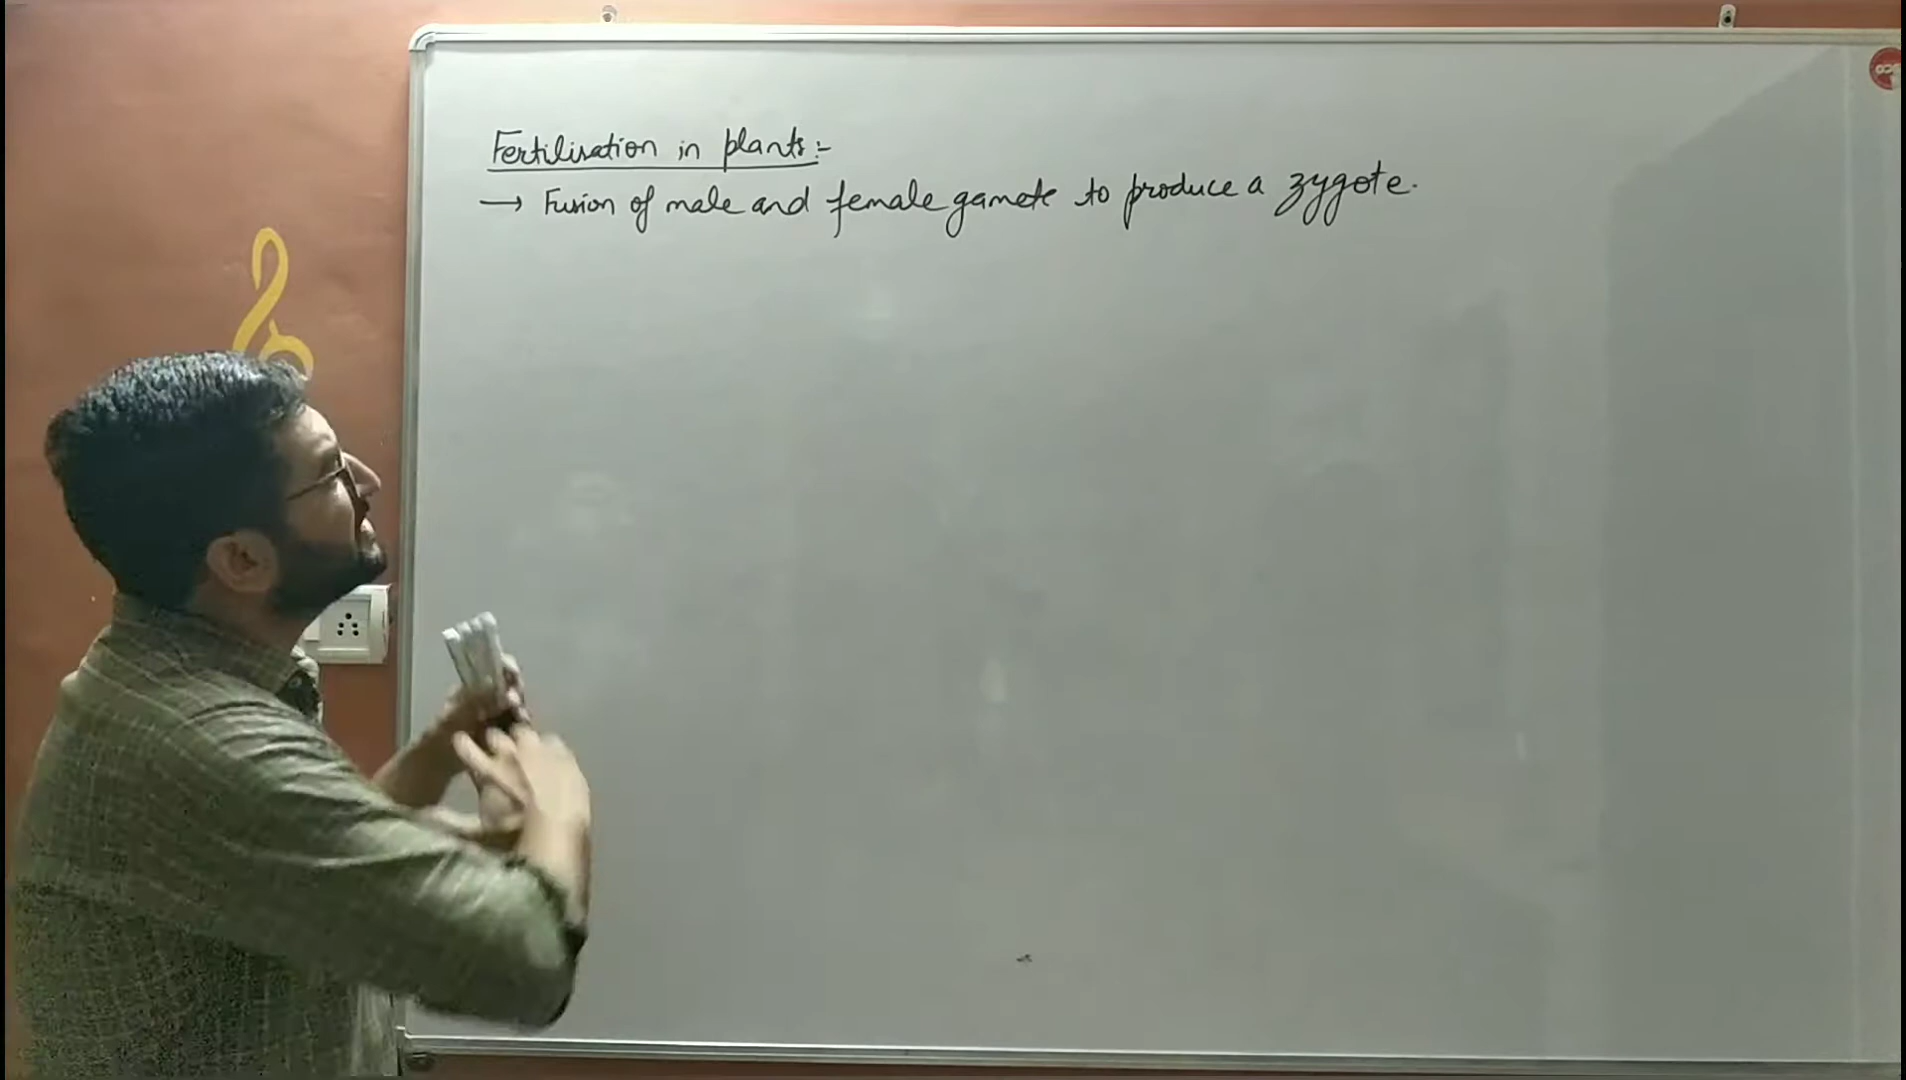 Fertilisation in plants:-
→ Fusion of male and female gamete to produce a zygote.